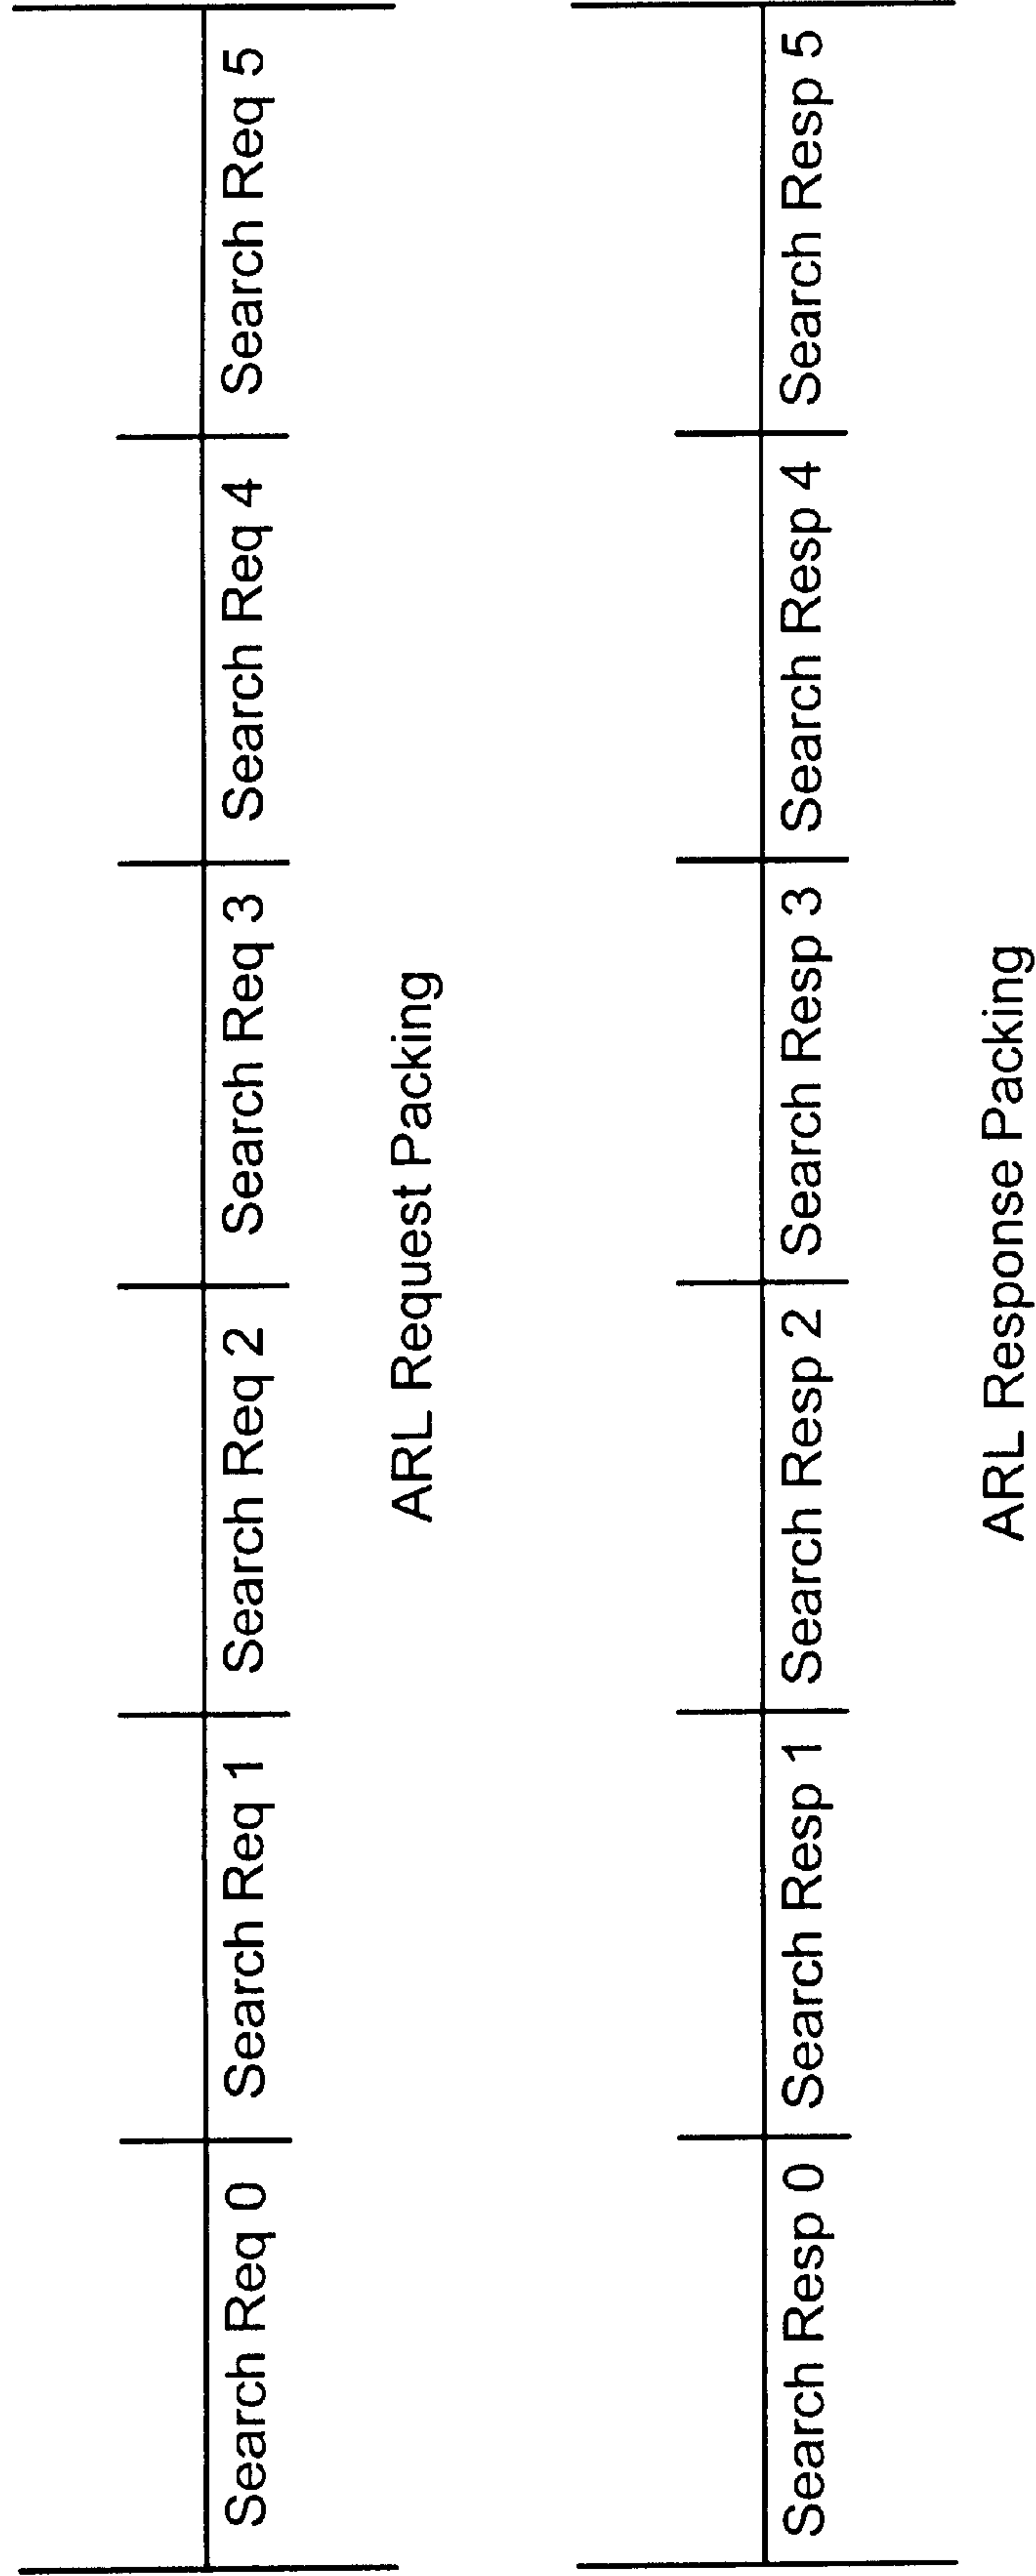 Search Req 0
Search Req 1
Search Req 2
Search Req 3
Search Req 4
Search Req 5
ARL Request Packing
Search Resp 0
Search Resp 1
Search Resp 2
Search Resp 3
Search Resp 4
Search Resp 5
ARL Response Packing